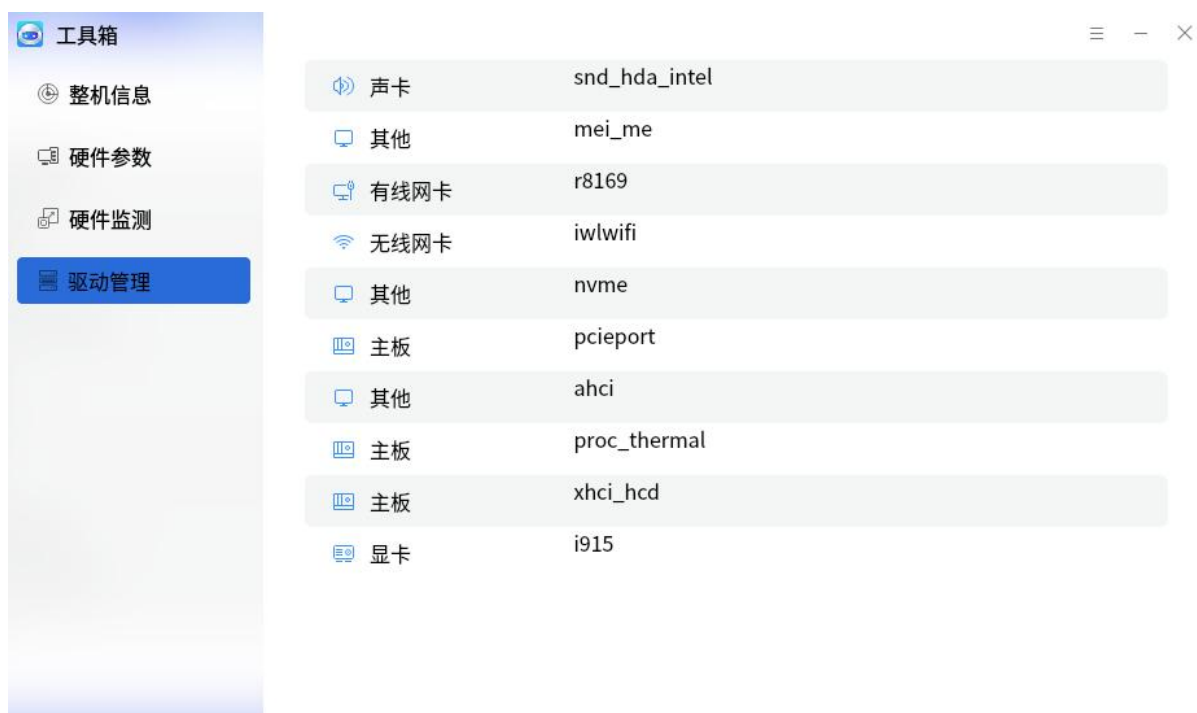 工具箱
整机信息
硬件参数
硬件监测
驱动管理
声卡 snd_hda_intel
其他 mei_me
有线网卡 r8169
无线网卡 iwlwifi
其他 nvme
主板 pcieport
其他 ahci
主板 proc_thermal
主板 xhci_hcd
显卡 i915